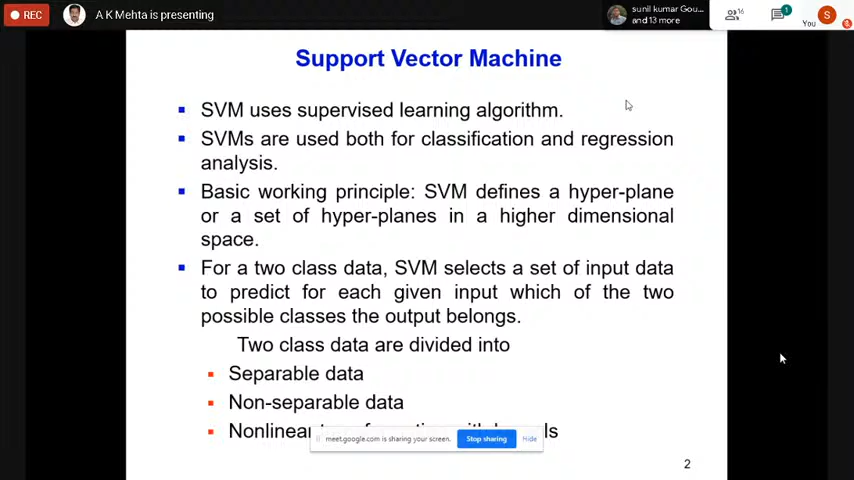 REC
A K Mehta is presenting
sunil kumar Gou...
and 13 more
16
1
S
You
Support Vector Machine
▪ SVM uses supervised learning algorithm.
▪ SVMs are used both for classification and regression
analysis.
▪ Basic working principle: SVM defines a hyper-plane
or a set of hyper-planes in a higher dimensional
space.
▪ For a two class data, SVM selects a set of input data
to predict for each given input which of the two
possible classes the output belongs.
Two class data are divided into
▪ Separable data
▪ Non-separable data
▪ Nonlinear
meet.google.com is sharing your screen.
Stop sharing
Hide
2